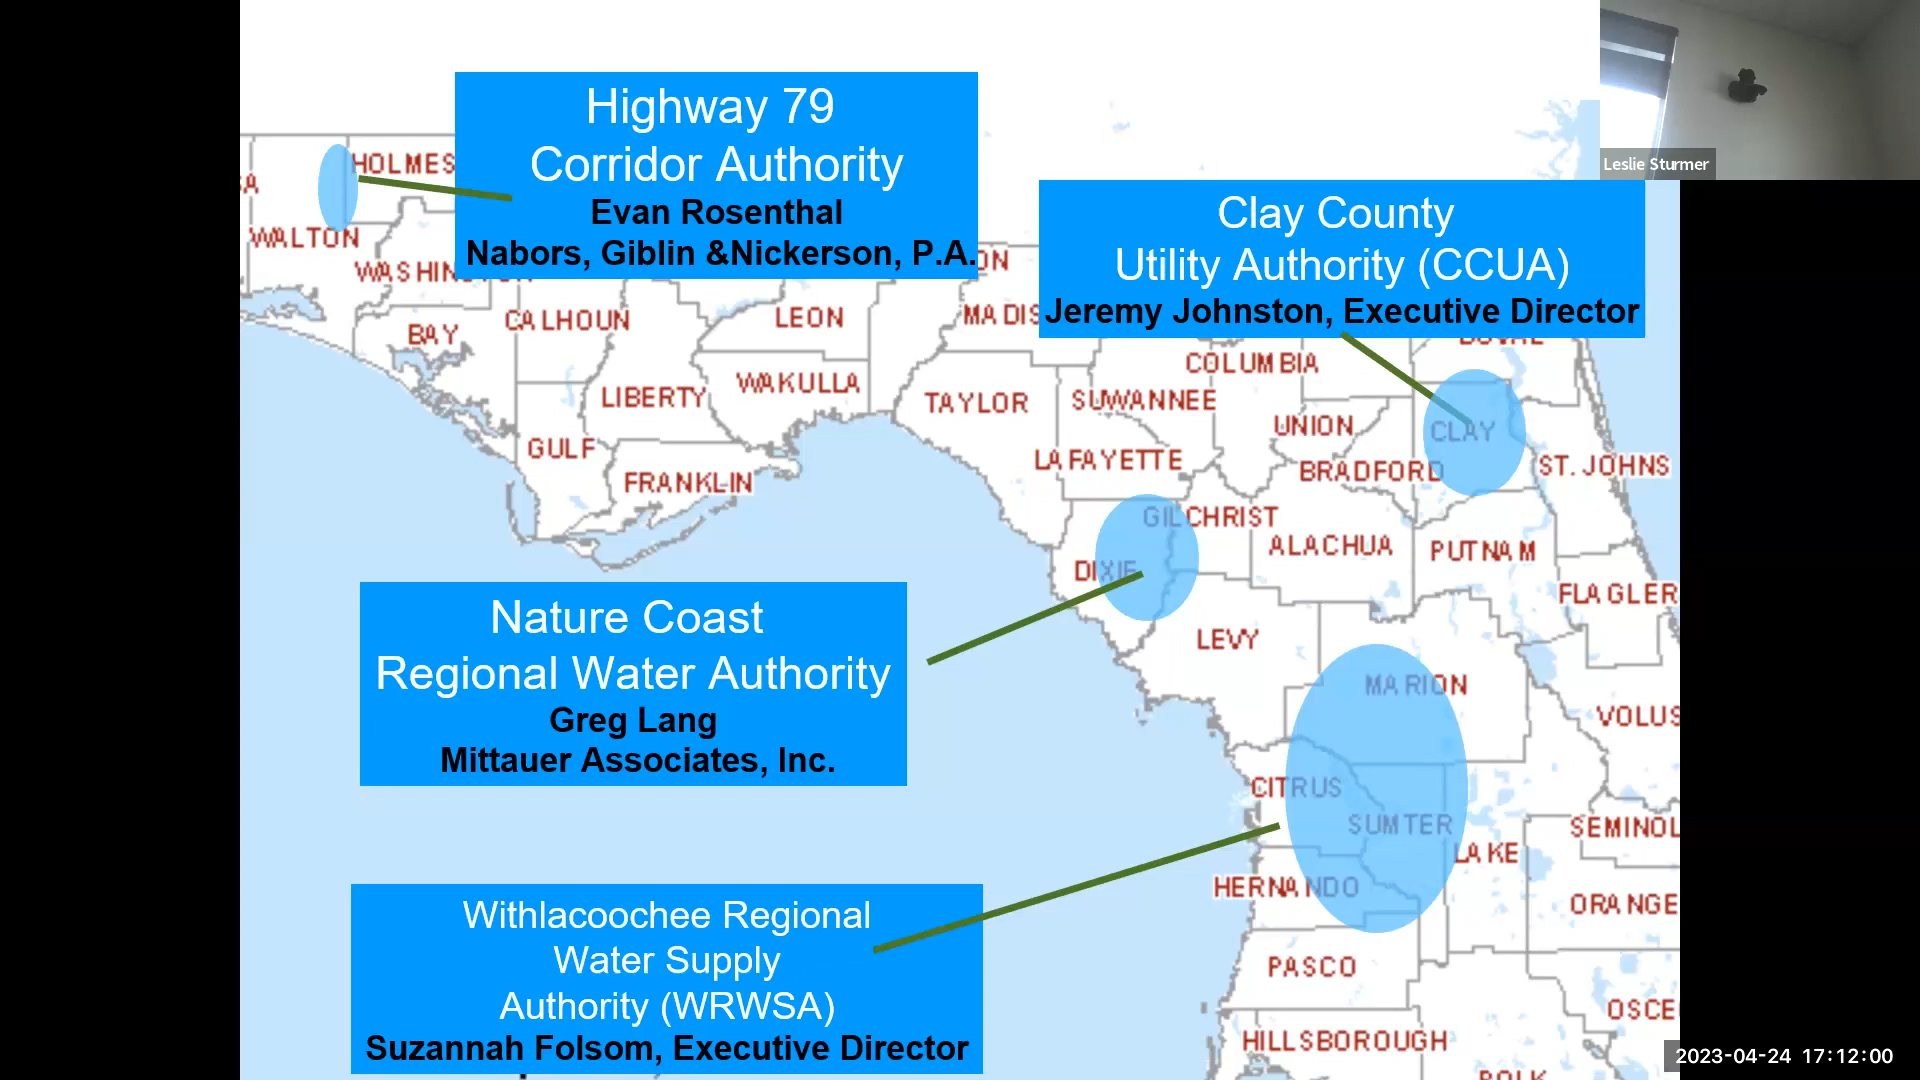 Highway 79
Corridor Authority
Evan Rosenthal
Nabors, Giblin &Nickerson, P.A.
Leslie Sturmer
Clay County
Utility Authority (CCUA)
Jeremy Johnston, Executive Director
HOLMES
WALTON
BAY
CALHOUN
LEON
COLUMBIA
LIBERTY
WAKULLA
TAYLOR
SUWANNEE
UNION
CLAY
GULF
FRANKLIN
LAFAYETTE
BRADFORD
ST. JOHNS
GILCHRIST
ALACHUA
PUTNAM
DIXIE
FLAGLER
Nature Coast
Regional Water Authority
Greg Lang
Mittauer Associates, Inc.
LEVY
MARION
VOLUS
CITRUS
SUMTER
SEMINOL
LAKE
HERNANDO
ORANGE
Withlacoochee Regional
Water Supply
Authority (WRWSA)
Suzannah Folsom, Executive Director
PASCO
OSCE
HILLSBOROUGH
2023-04-24 17:12:00